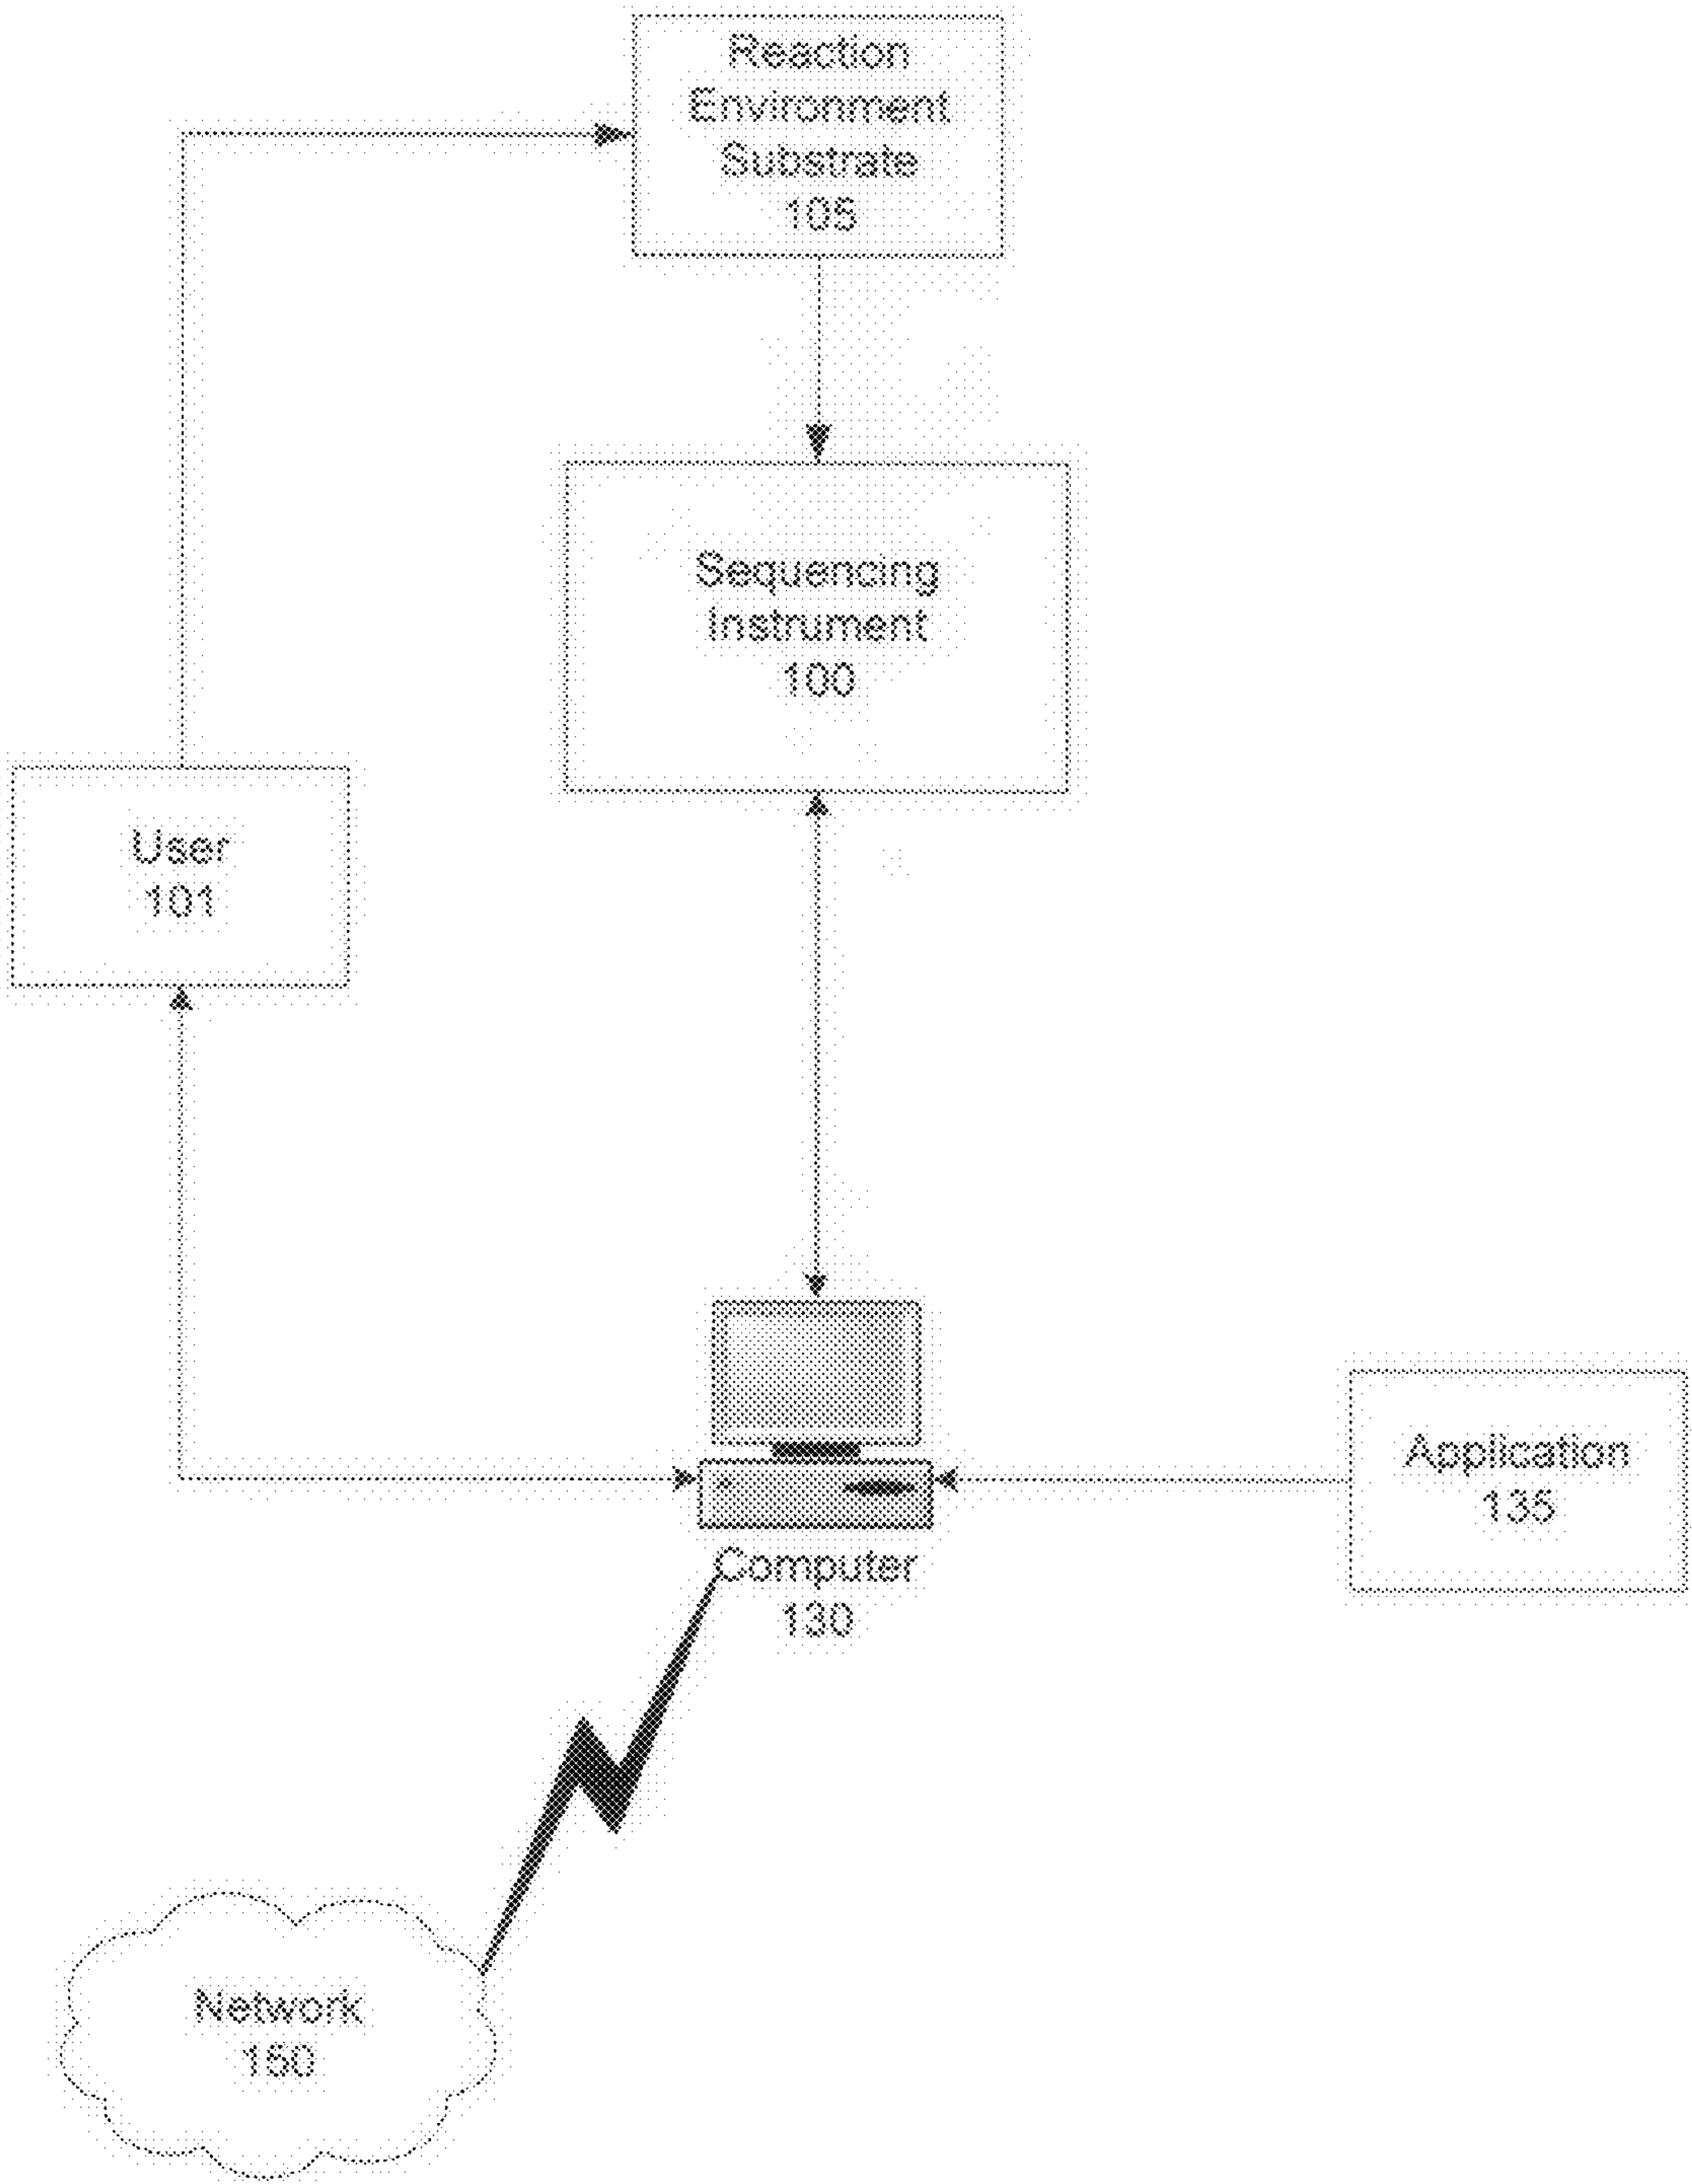 Reaction
Environment
Substrate
105
Sequencing
Instrument
100
User
101
Application
135
Computer
130
Network
150